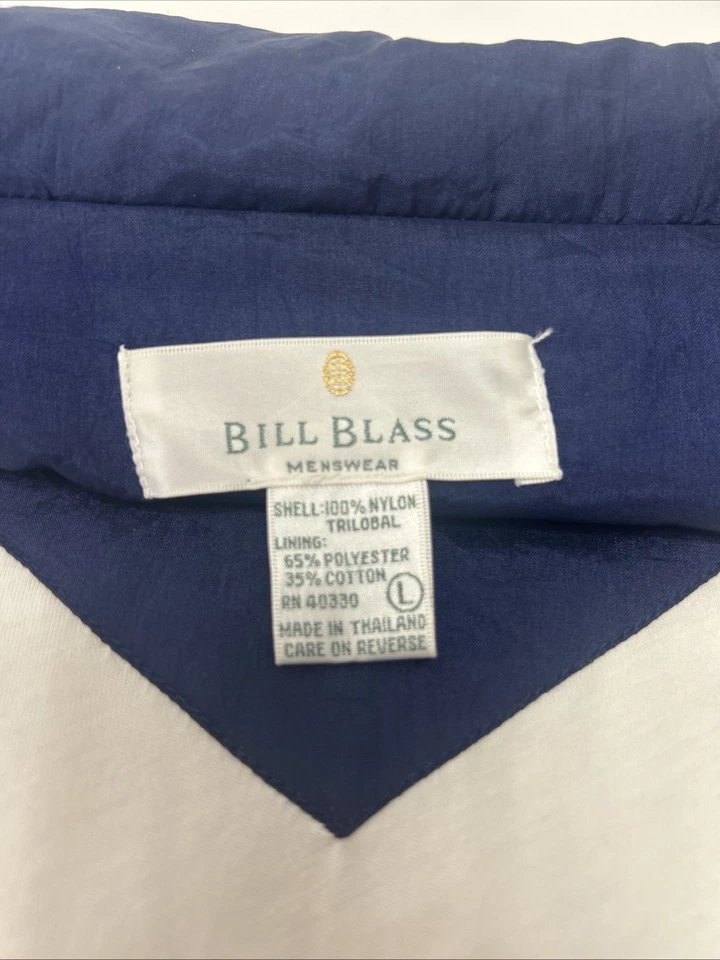 BILL BLASS
MENSWEAR
SHELL:100% NYLON
TRILOBAL
LINING:
65% POLYESTER
35% COTTON
L
RN 40330
MADE IN THAILAND
CARE ON REVERSE